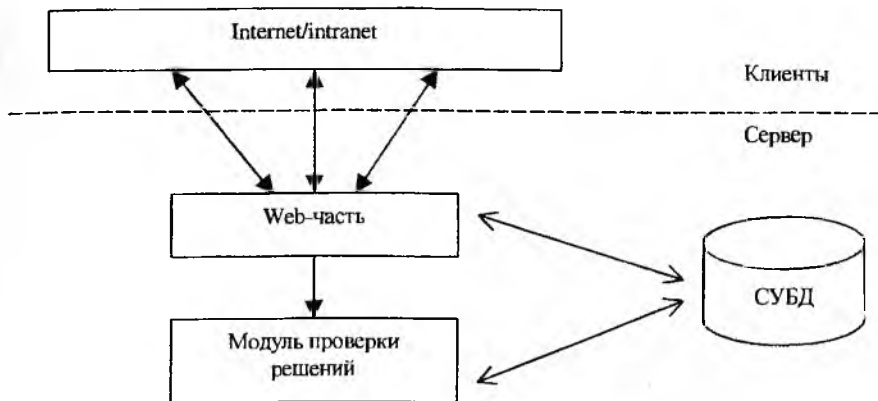 Internet/intranet
Клиенты
Сервер
Web-часть
СУБД
Модуль проверки
решений